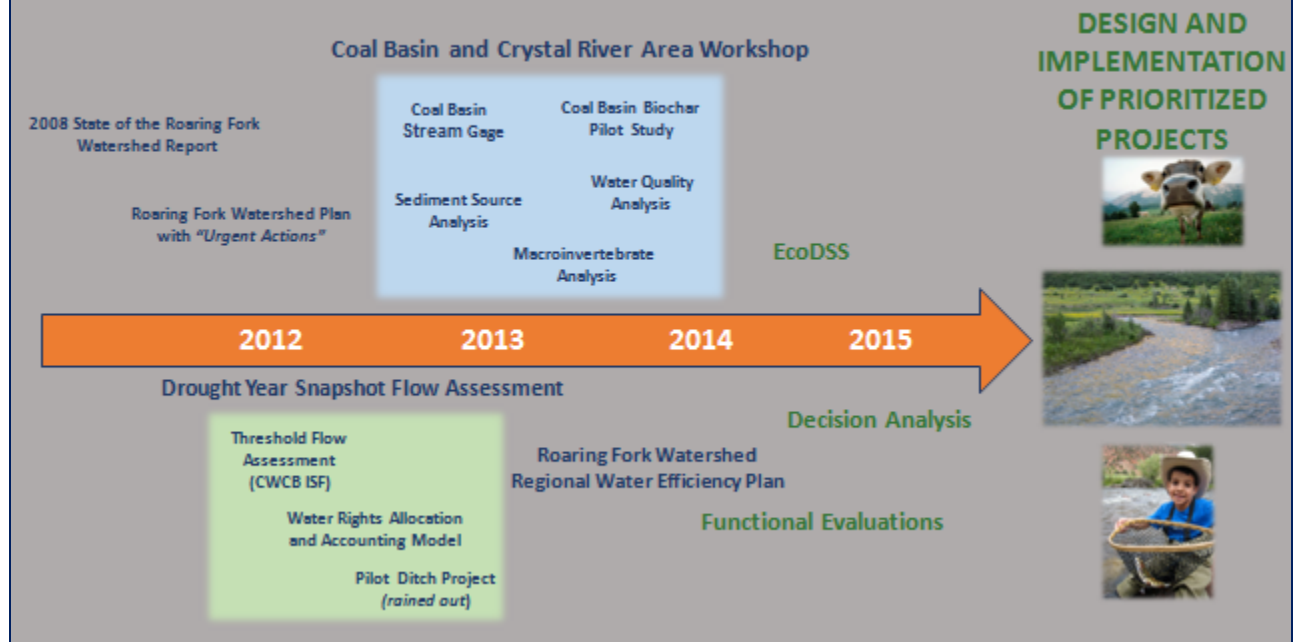 Coal Basin and Crystal River Area Workshop
2008 State of the Roaring Fork
Watershed Report
Roaring Fork Watershed Plan
with “Urgent Actions”
Coal Basin
Stream Gage
Coal Basin Biochar
Pilot Study
Sediment Source
Analysis
Water Quality
Analysis
Macroinvertebrate
Analysis
EcoDSS
DESIGN AND
IMPLEMENTATION
OF PRIORITIZED
PROJECTS
2012
2013
2014
2015
Drought Year Snapshot Flow Assessment
Threshold Flow
Assessment
(CWCB ISF)
Water Rights Allocation
and Accounting Model
Pilot Ditch Project
(rained out)
Roaring Fork Watershed
Regional Water Efficiency Plan
Decision Analysis
Functional Evaluations